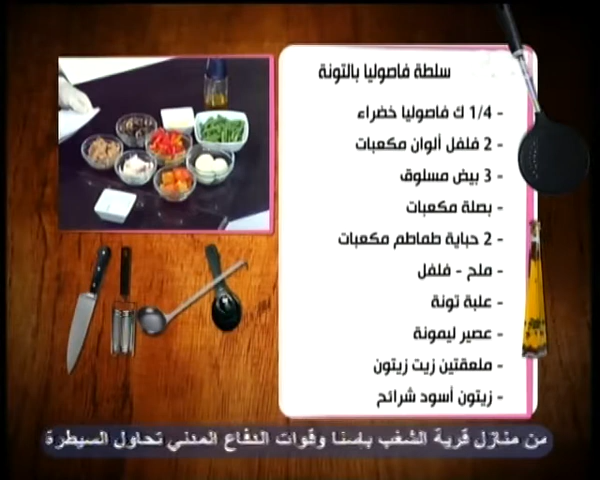 سلطة فاصوليا بالتونة
- 1/4 ك فاصوليا خضراء
- 2 فلفل ألوان مكعبات
- 3 بيض مسلوق
- بصلة مكعبات
- 2 حباية طماطم مكعبات
- ملح - فلفل
- علبة تونة
- عصير ليمونة
- ملعقتين زيت زيتون
- زيتون أسود شرائح
من منازل قرية الشغب بإسنا وقوات الدفاع المدني تحاول السيطرة